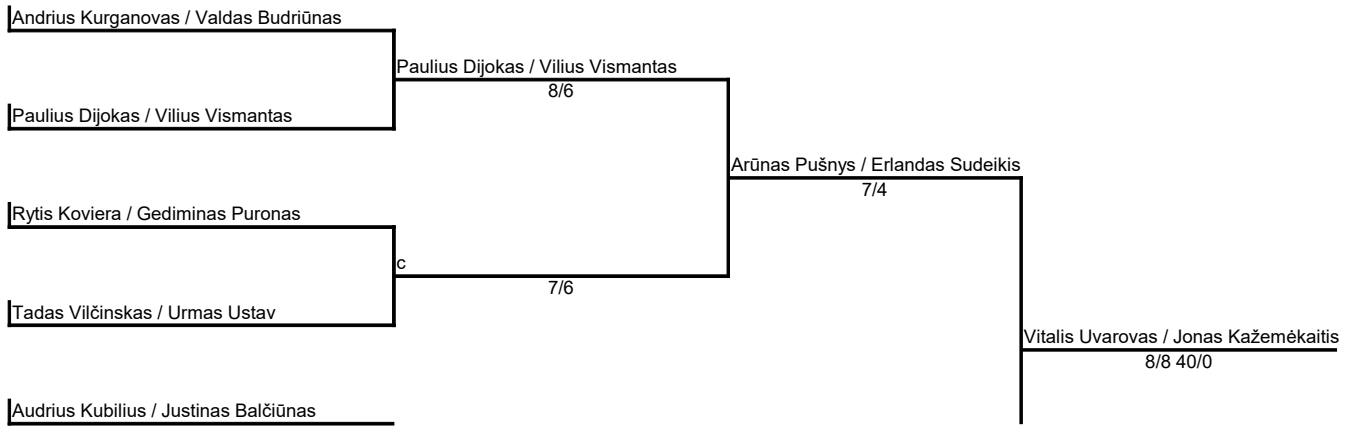 Andrius Kurganovas / Valdas Budriūnas
Paulius Dijokas / Vilius Vismantas
8/6
Paulius Dijokas / Vilius Vismantas
Arūnas Pušnys / Erlandas Sudeikis
7/4
Rytis Koviera / Gediminas Puronas
c
7/6
Tadas Vilčinskas / Urmas Ustav
Vitalis Uvarovas / Jonas Kažemėkaitis
8/8 40/0
Audrius Kubilius / Justinas Balčiūnas